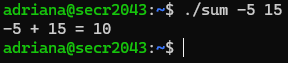 adriana@secr2043:~$ ./sum -5 15
-5 + 15 = 10
adriana@secr2043:~$